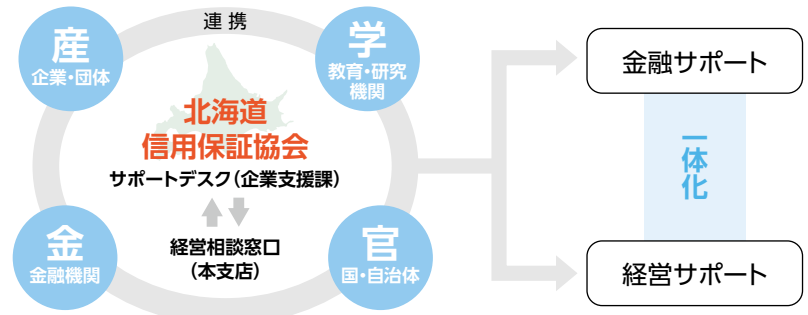 連携
産
企業・団体
学
教育・研究
機関
北海道
信用保証協会
サポートデスク(企業支援課)
経営相談窓口
(本支店)
金
金融機関
官
国・自治体
金融サポート
一体化
経営サポート